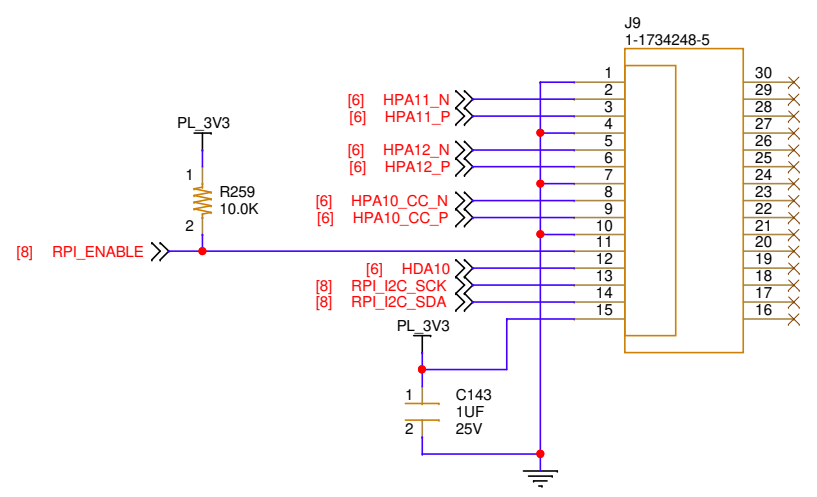 J9
1-1734248-5
1 30
2 29
[6] HPA11_N
3 28
[6] HPA11_P
4 27
PL_3V3
5 26
[6] HPA12_N
6 25
[6] HPA12_P
1
7 24
R259
8 23
[6] HPA10_CC_N
10.0K
9 22
[6] HPA10_CC_P
2
10 21
[8] RPI_ENABLE
11 20
12 19
[6] HDA10
13 18
[8] RPI_I2C_SCK
14 17
[8] RPI_I2C_SDA
15 16
PL_3V3
1 C143
1UF
2 25V